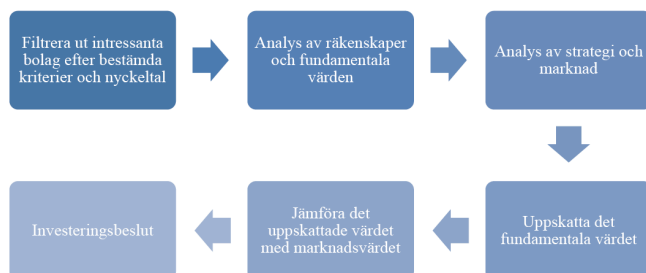 Filtrera ut intressanta
bolag efter bestämda
kriterier och nyckeltal
Analys av räkenskaper
och fundamentala
värden
Analys av strategi och
marknad
Uppskatta det
fundamentala värdet
Jämföra det
uppskattade värdet
med marknadsvärdet
Investeringsbeslut